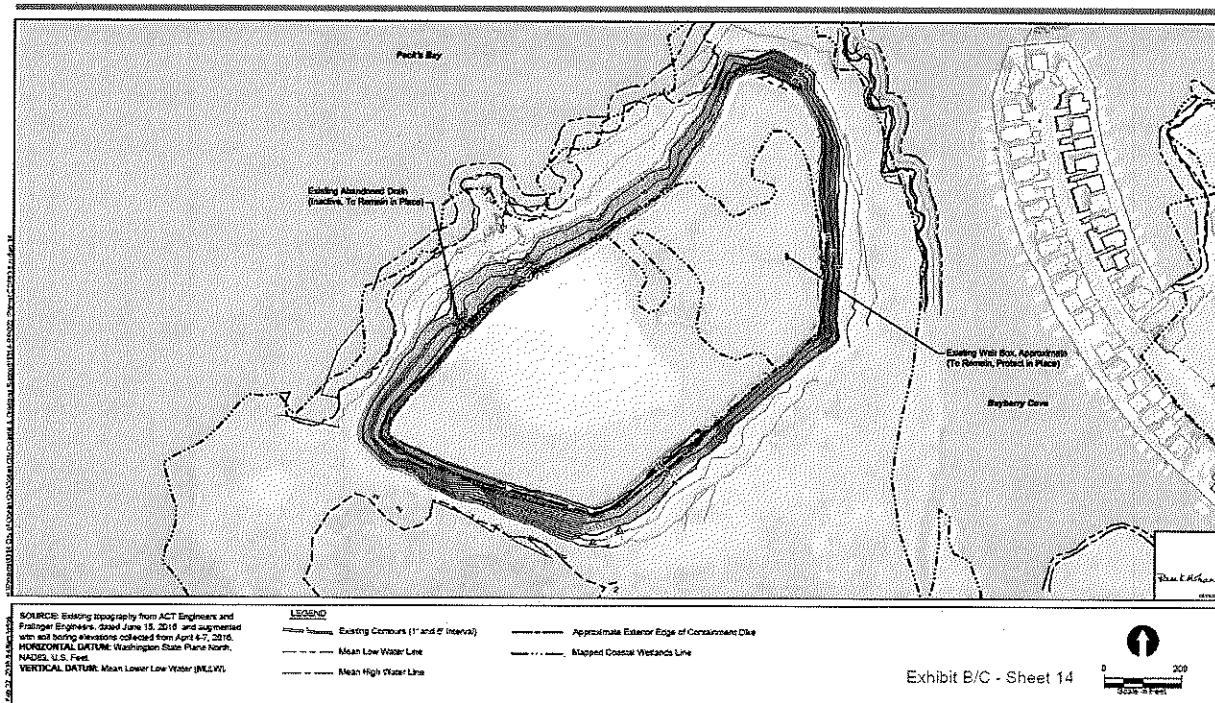 Peck's Bay
Existing Abandoned Drain
(Inactive, To Remain in Place)
Existing Weir Box, Approximate
(To Remain, Protect in Place)
Bayberry Cove
SOURCE: Existing topography from ACT Engineers and
Fralinger Engineers, dated June 15, 2016 and augmented
with soil boring elevations collected from April 4-7, 2016.
HORIZONTAL DATUM: Washington State Plane North,
NAD83, U.S. Feet.
VERTICAL DATUM: Mean Lower Low Water (MLLW).
LEGEND
Existing Contours (1' and 5' Interval)
Mean Low Water Line
Mean High Water Line
Approximate Exterior Edge of Containment Dike
Mapped Coastal Wetlands Line
Exhibit B/C - Sheet 14
0 200
Scale in Feet